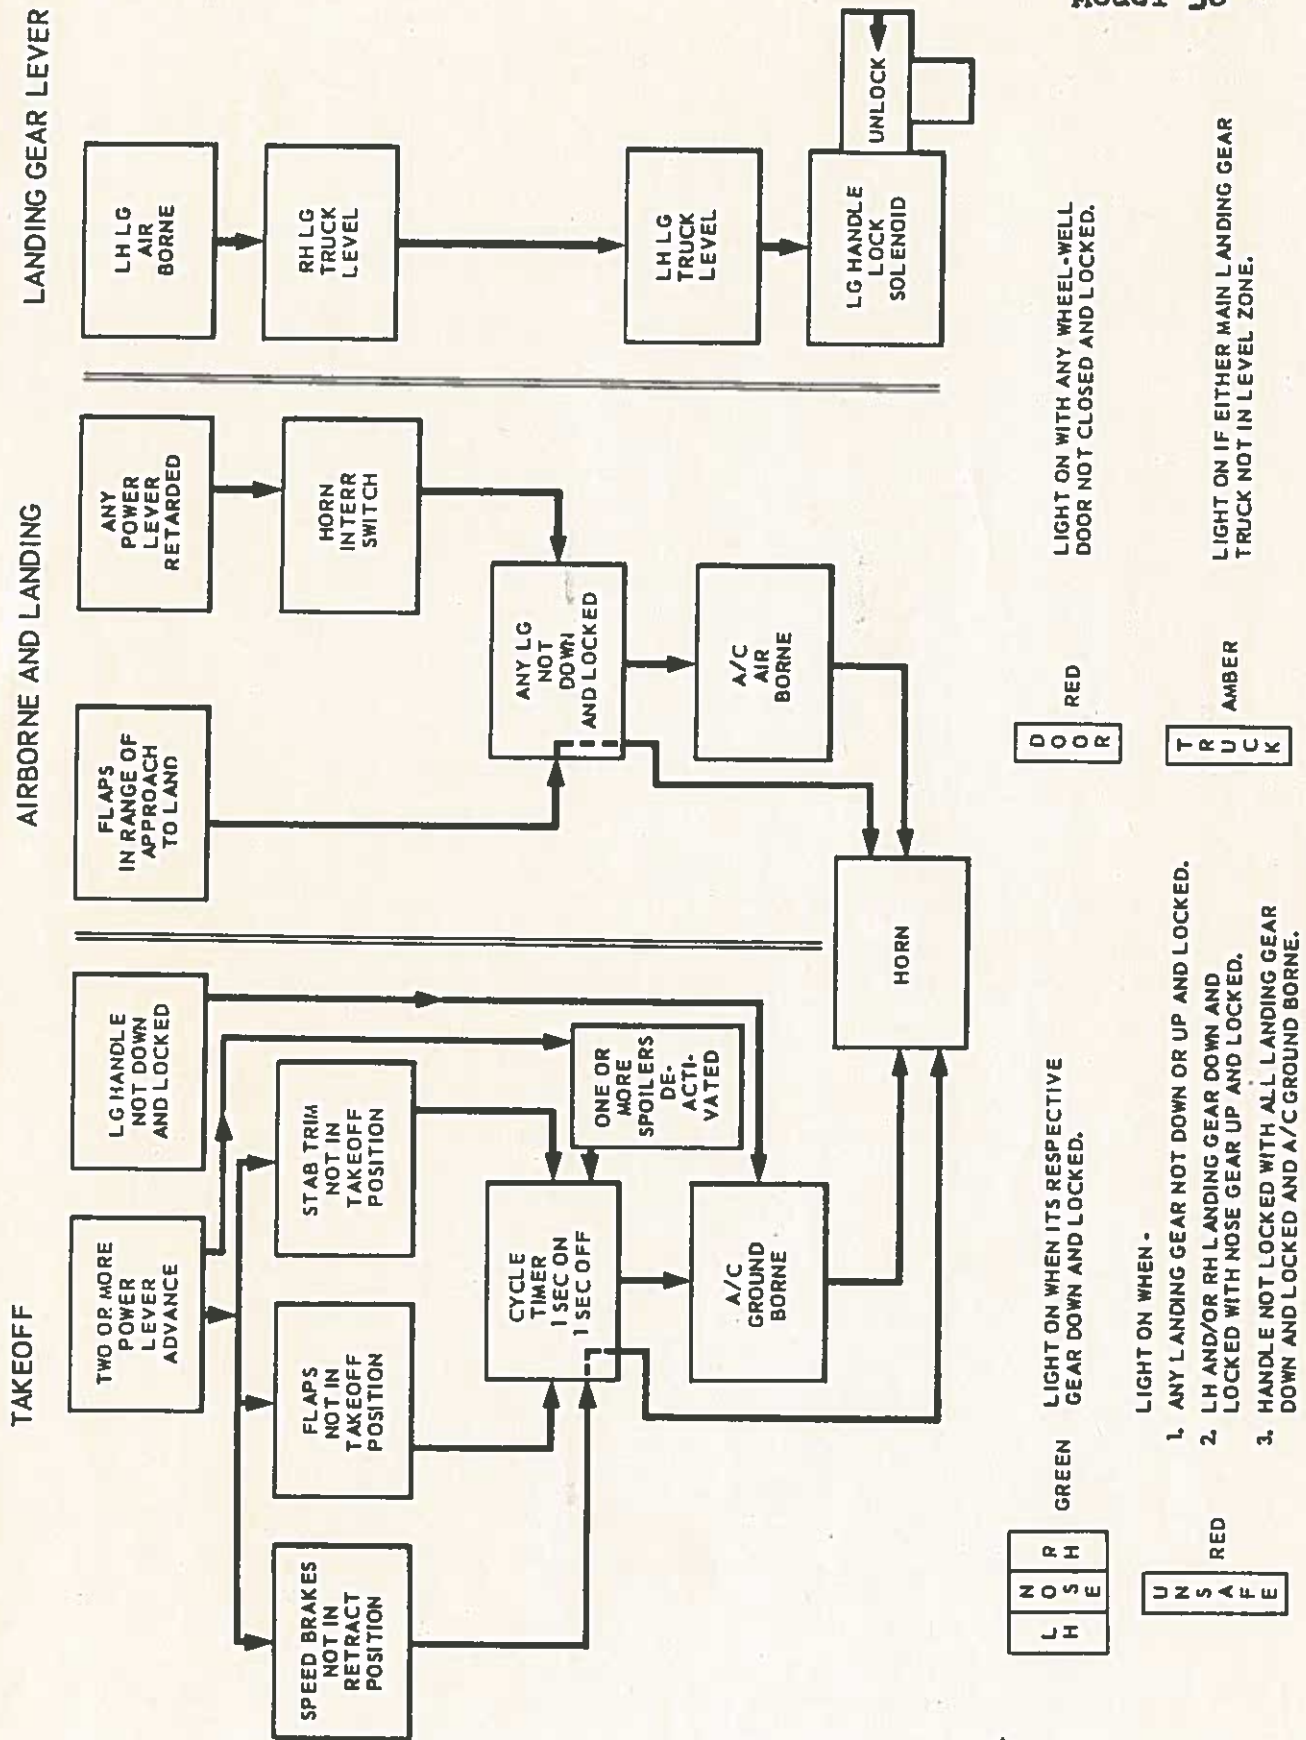 TAKEOFF
TWO OR MORE
POWER
LEVER
ADVANCE
LG HANDLE
NOT DOWN
AND LOCKED
SPEED BRAKES
NOT IN
RETRACT
POSITION
FLAPS
NOT IN
TAKEOFF
POSITION
STAB TRIM
NOT IN
TAKEOFF
POSITION
CYCLE
TIMER
1 SEC ON
1 SEC OFF
ONE OR
MORE
SPOILERS
DE-
ACTI-
VATED
A/C
GROUND
BORNE
HORN
AIRBORNE AND LANDING
FLAPS
IN RANGE OF
APPROACH
TO LAND
ANY
POWER
LEVER
RETARDED
HORN
INTERR
SWITCH
ANY LG
NOT
DOWN
AND LOCKED
A/C
AIR
BORNE
LANDING GEAR LEVER
LH LG
AIR
BORNE
RH LG
TRUCK
LEVEL
LH LG
TRUCK
LEVEL
LG HANDLE
LOCK
SOLENOID
UNLOCK
LH
NOSE
RH
GREEN
LIGHT ON WHEN ITS RESPECTIVE
GEAR DOWN AND LOCKED.
UNSAFE
RED
LIGHT ON WHEN -
1. ANY LANDING GEAR NOT DOWN OR UP AND LOCKED.
2. LH AND/OR RH LANDING GEAR DOWN AND
LOCKED WITH NOSE GEAR UP AND LOCKED.
3. HANDLE NOT LOCKED WITH ALL LANDING GEAR
DOWN AND LOCKED AND A/C GROUND BORNE.
DOOR
RED
LIGHT ON WITH ANY WHEEL-WELL
DOOR NOT CLOSED AND LOCKED.
TRUCK
AMBER
LIGHT ON IF EITHER MAIN LANDING GEAR
TRUCK NOT IN LEVEL ZONE.